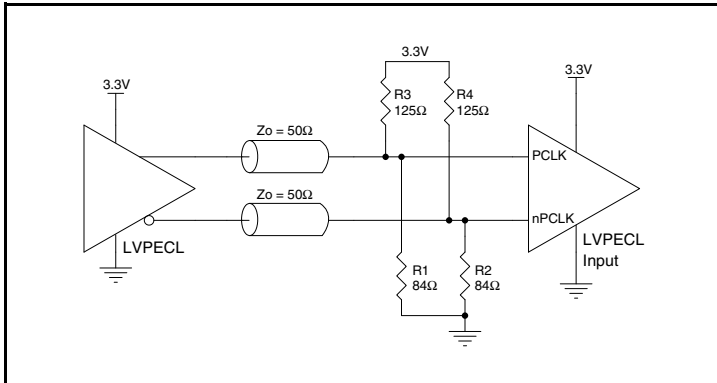 3.3V
3.3V
3.3V
R3
125Ω
R4
125Ω
Zo = 50Ω
PCLK
Zo = 50Ω
nPCLK
LVPECL
LVPECL
Input
R1
84Ω
R2
84Ω